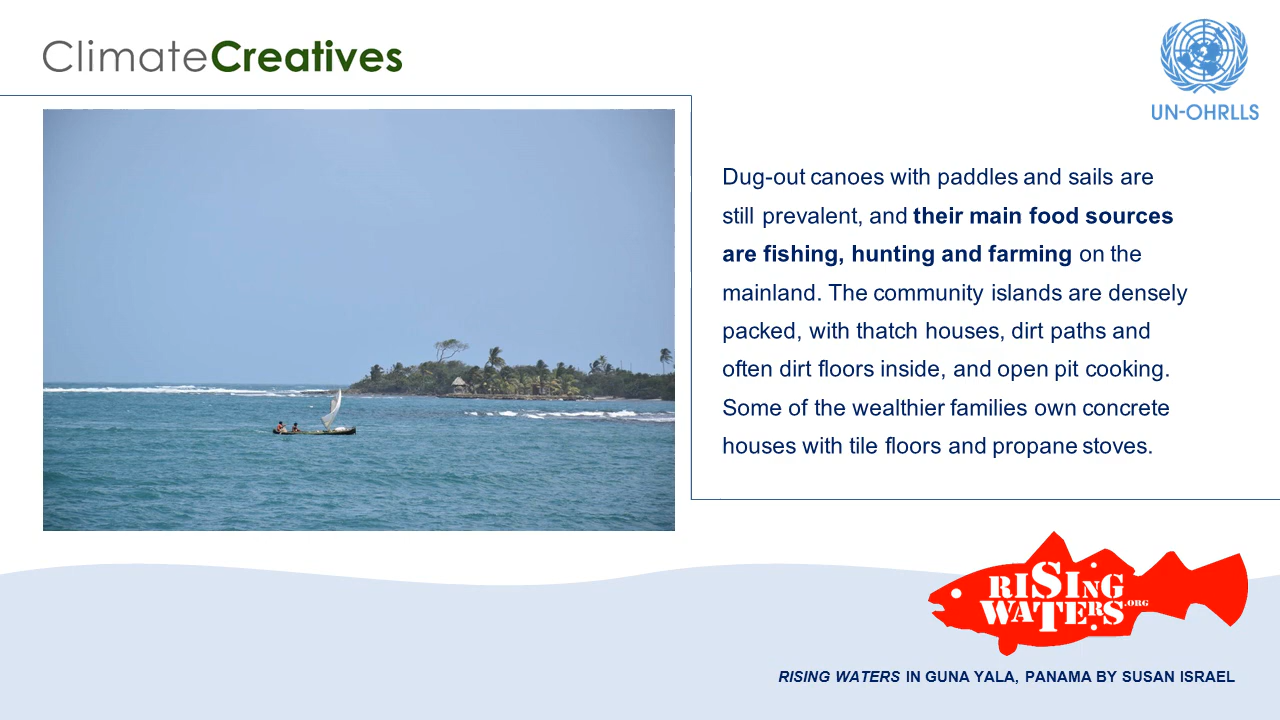 ClimateCreatives
UN-OHRLLS
Dug-out canoes with paddles and sails are
still prevalent, and their main food sources
are fishing, hunting and farming on the
mainland. The community islands are densely
packed, with thatch houses, dirt paths and
often dirt floors inside, and open pit cooking.
Some of the wealthier families own concrete
houses with tile floors and propane stoves.
RISING
WATERS.ORG
RISING WATERS IN GUNA YALA, PANAMA BY SUSAN ISRAEL